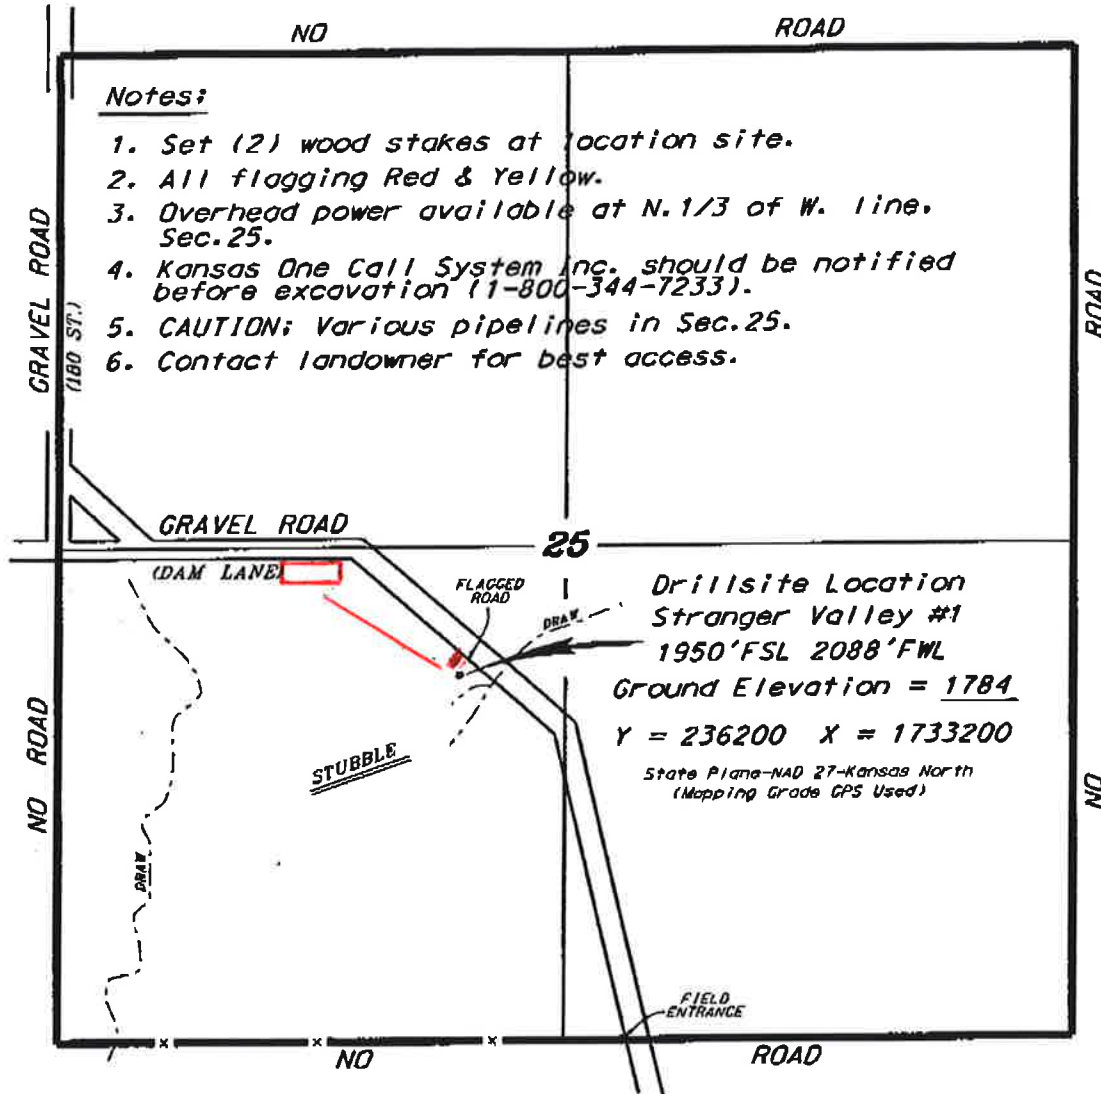 NO
ROAD
Notes:
1. Set (2) wood stakes at location site.
2. All flagging Red & Yellow.
3. Overhead power available at N.1/3 of W. line,
Sec.25.
4. Kansas One Call System Inc. should be notified
before excavation (1-800-344-7233).
5. CAUTION: Various pipelines in Sec.25.
6. Contact landowner for best access.
GRAVEL ROAD
(180 ST.)
ROAD
GRAVEL ROAD
25
(DAM LANE)
FLAGGED
ROAD
DRAW
Drillsite Location
Stranger Valley #1
1950'FSL 2088'FWL
Ground Elevation = 1784
Y = 236200 X = 1733200
State Plane-NAD 27-Kansas North
(Mapping Grade GPS Used)
STUBBLE
NO ROAD
NO
DRAW
FIELD
ENTRANCE
NO
ROAD